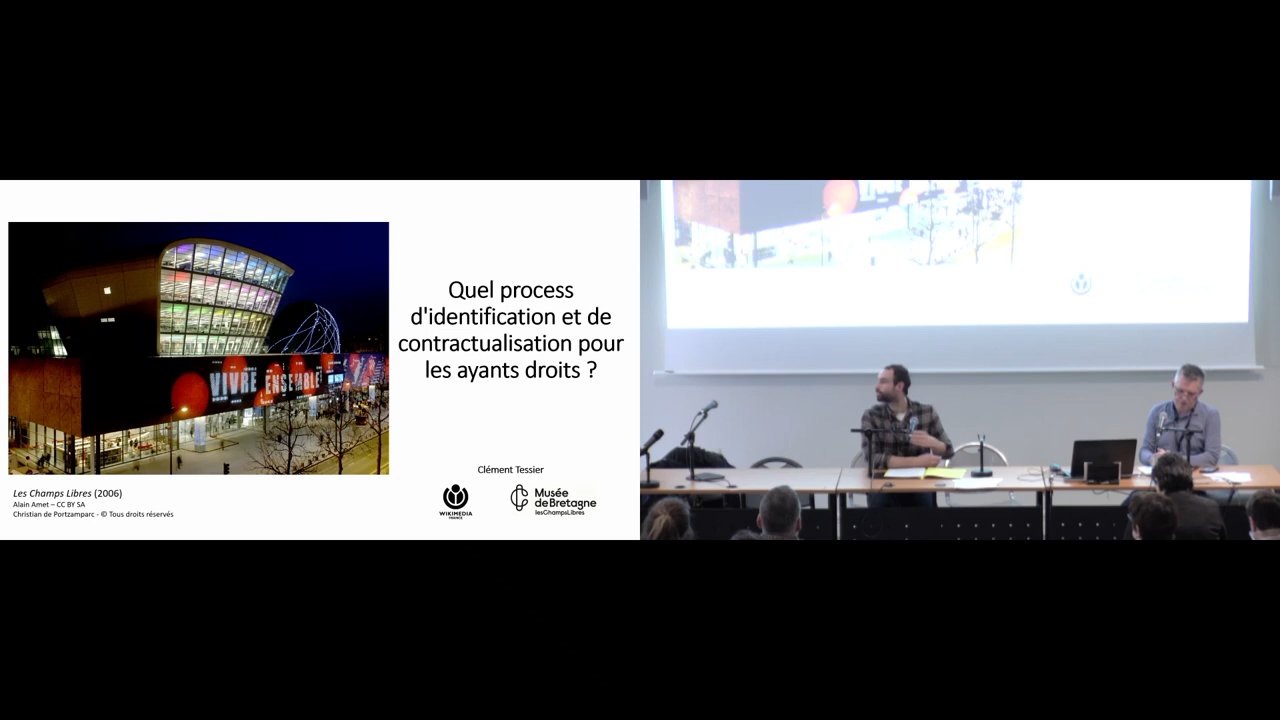 VIVRE ENSEMBLE!
Quel process
d'identification et de
contractualisation pour
les ayants droits ?
Clément Tessier
WIKIMEDIA
FRANCE
Musée
deBretagne
lesChampsLibres
Les Champs Libres (2006)
Alain Amet – CC BY SA
Christian de Portzamparc - © Tous droits réservés